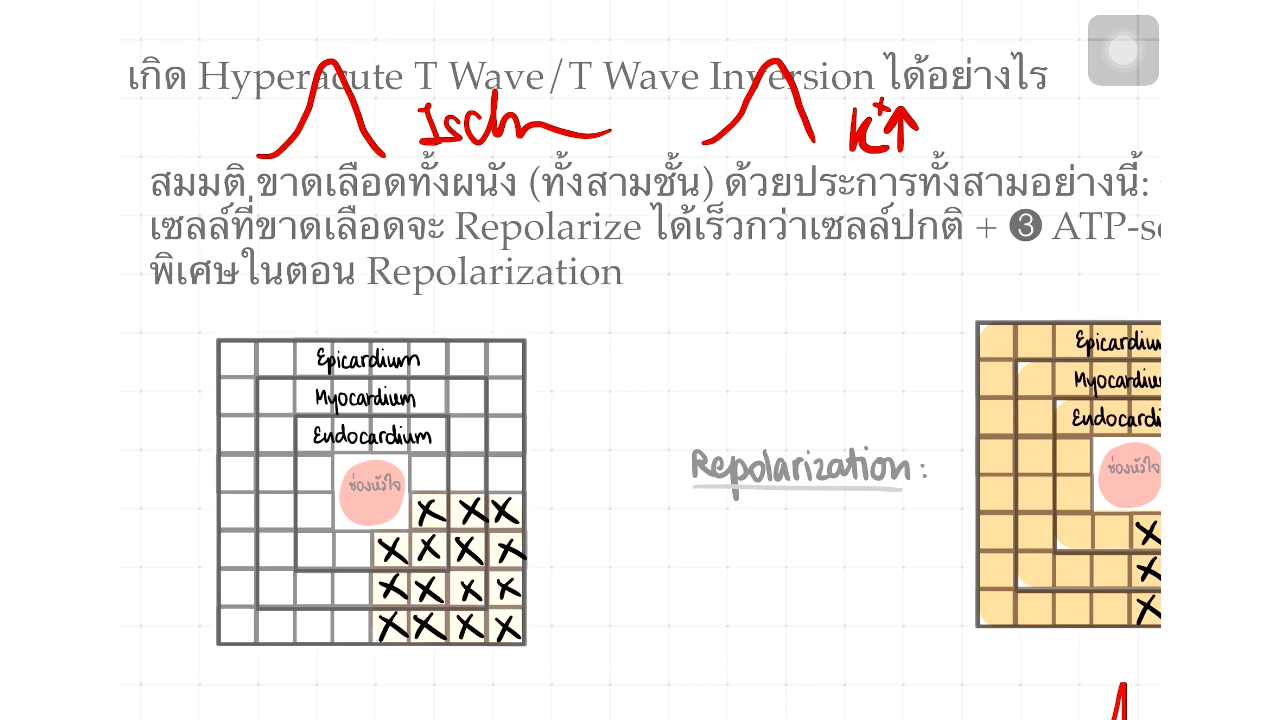 เกิด Hyperacute T Wave/T Wave Inversion ได้อย่างไร
Isch
K+↑
สมมติ ขาดเลือดทั้งผนัง (ทั้งสามชั้น) ด้วยประการทั้งสามอย่างนี้:
เซลล์ที่ขาดเลือดจะ Repolarize ได้เร็วกว่าเซลล์ปกติ + ❸ ATP-se
พิเศษในตอน Repolarization
Epicardium
Myocardium
Endocardium
ช่องหัวใจ
X X X
X X X X
X X X X
X X X X
Repolarization:
Epicardium
Myocardium
Endocardi
ช่องหัวใจ
X
X
X